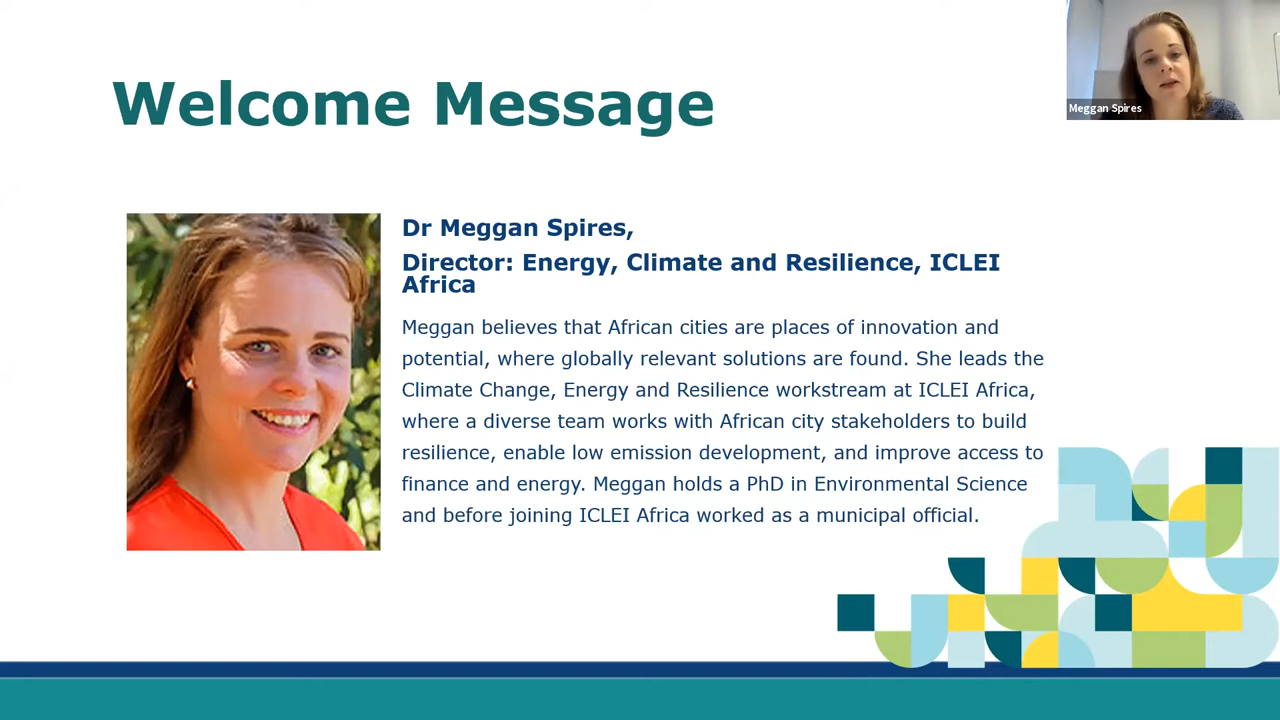 Welcome Message
Meggan Spires
Dr Meggan Spires,
Director: Energy, Climate and Resilience, ICLEI
Africa
Meggan believes that African cities are places of innovation and
potential, where globally relevant solutions are found. She leads the
Climate Change, Energy and Resilience workstream at ICLEI Africa,
where a diverse team works with African city stakeholders to build
resilience, enable low emission development, and improve access to
finance and energy. Meggan holds a PhD in Environmental Science
and before joining ICLEI Africa worked as a municipal official.